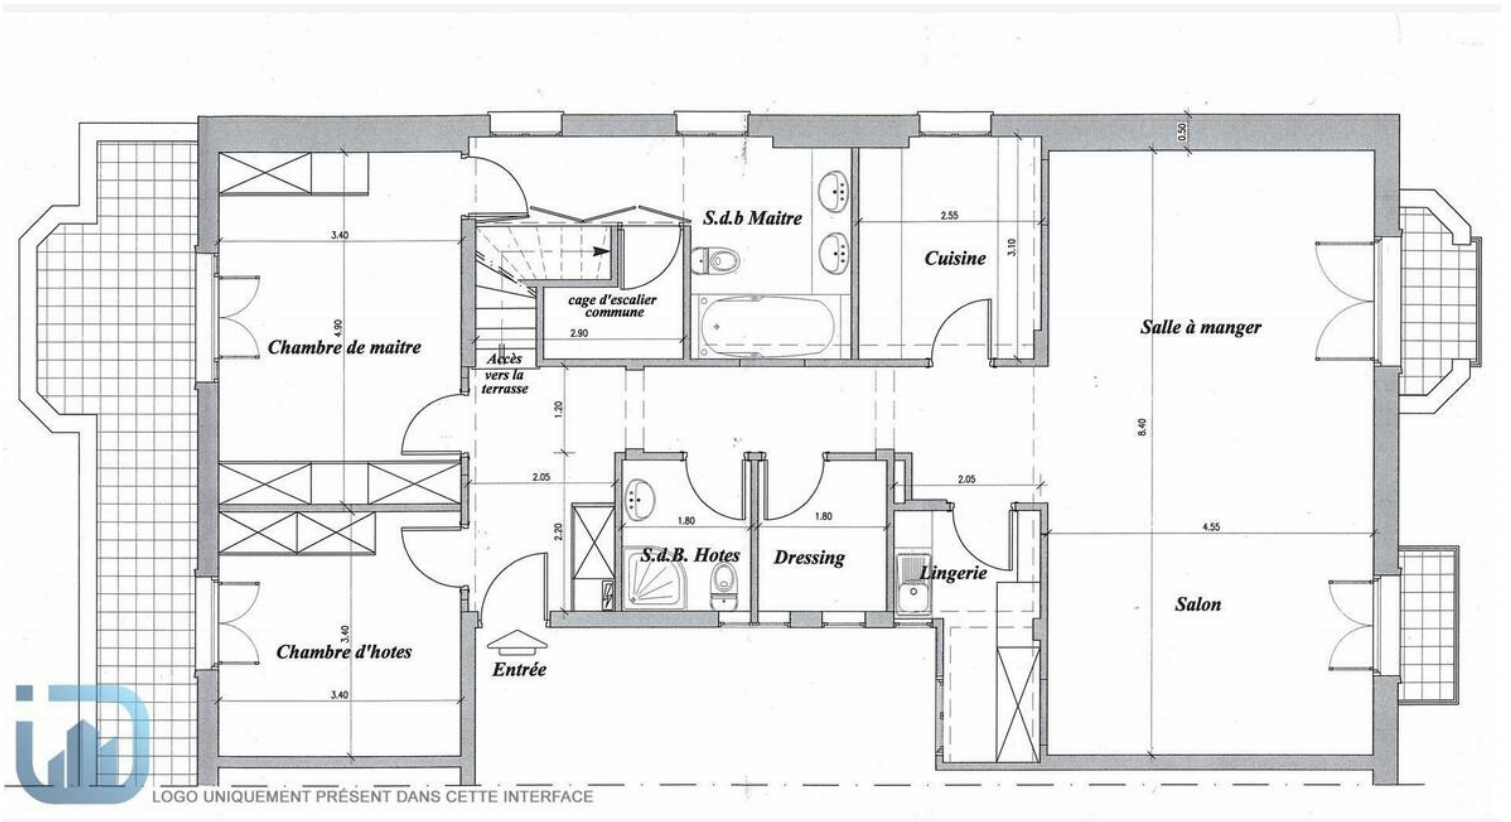 0.50
3.40
S.d.b Maitre
2.55
Cuisine
3.10
cage d'escalier
commune
2.90
4.90
Chambre de maitre
Accès
vers la
terrasse
Salle à manger
1.20
8.40
2.05
2.05
1.80
1.80
2.20
4.55
S.d.B. Hotes
Dressing
Lingerie
Salon
3.40
Chambre d'hotes
Entrée
3.40
iD
LOGO UNIQUEMENT PRÉSENT DANS CETTE INTERFACE